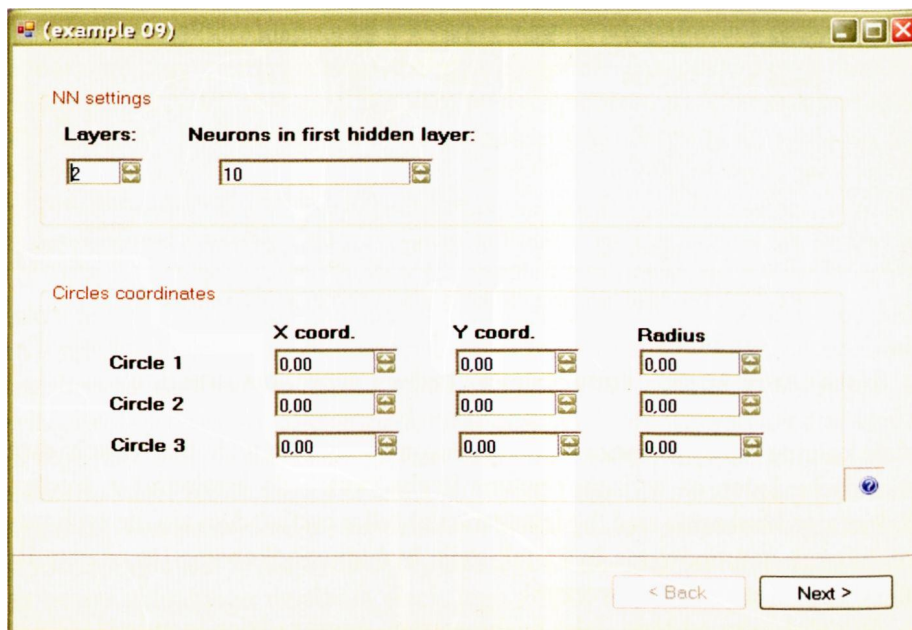 (example 09)
NN settings
Layers: Neurons in first hidden layer:
2 10
Circles coordinates
X coord. Y coord. Radius
Circle 1 0,00 0,00 0,00
Circle 2 0,00 0,00 0,00
Circle 3 0,00 0,00 0,00
< Back Next >